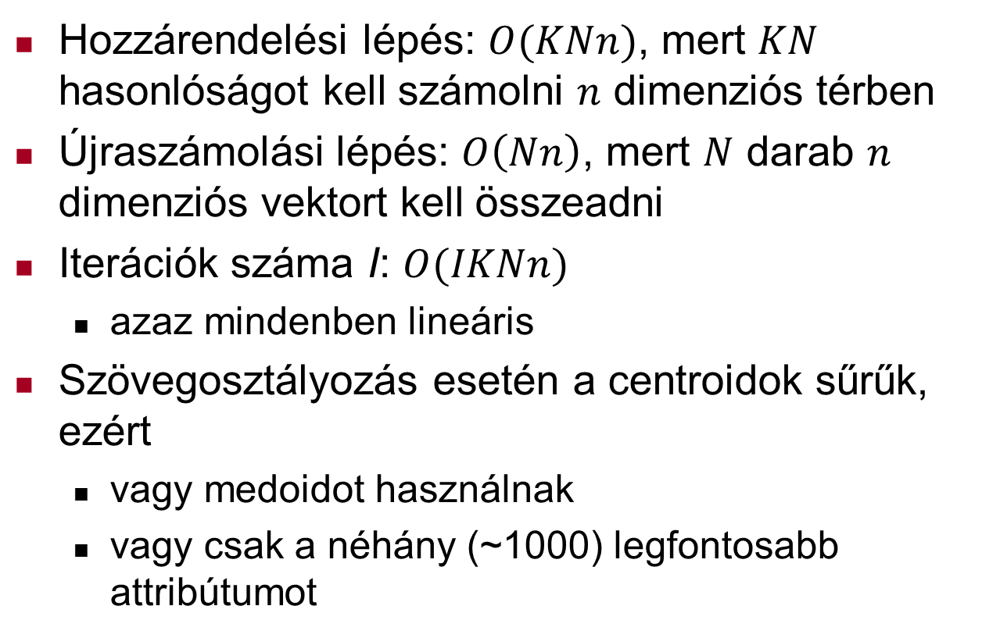 ▪ Hozzárendelési lépés: O(KNn), mert KN
hasonlóságot kell számolni n dimenziós térben
▪ Újraszámolási lépés: O(Nn), mert N darab n
dimenziós vektort kell összeadni
▪ Iterációk száma I: O(IKNn)
▪ azaz mindenben lineáris
▪ Szövegosztályozás esetén a centroidok sűrűk,
ezért
▪ vagy medoidot használnak
▪ vagy csak a néhány (~1000) legfontosabb
attribútumot